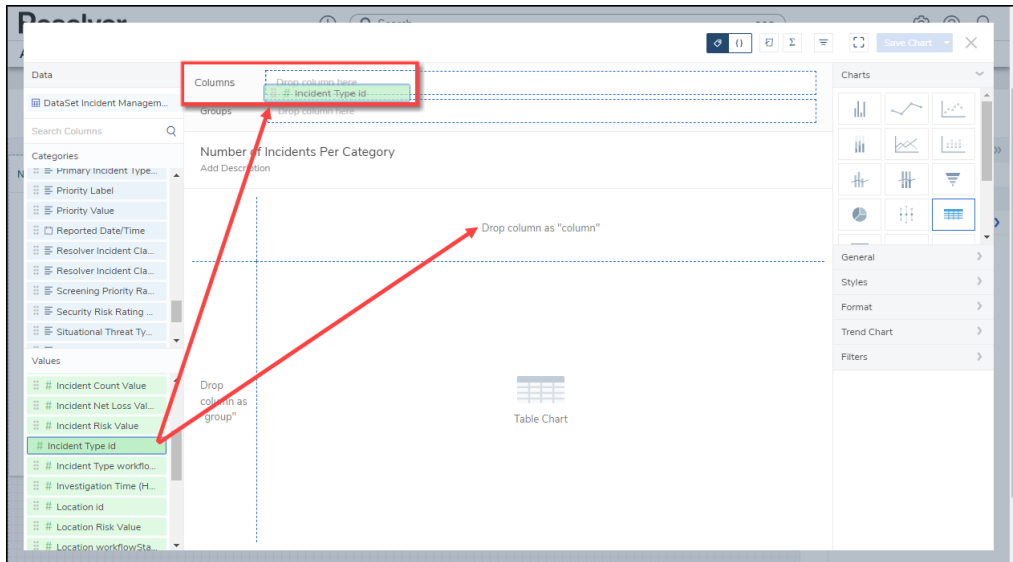 Resolver
Search
Save Chart
Data
DataSet Incident Managem...
Search Columns
Categories
Primary Incident Type...
Priority Label
Priority Value
Reported Date/Time
Resolver Incident Cla...
Resolver Incident Cla...
Screening Priority Ra...
Security Risk Rating ...
Situational Threat Ty...
Values
# Incident Count Value
# Incident Net Loss Val...
# Incident Risk Value
# Incident Type id
# Incident Type workflo...
# Investigation Time (H...
# Location id
# Location Risk Value
# Location workflowSta...
Columns
Drop column here
# Incident Type id
Groups
Drop column here
Number of Incidents Per Category
Add Description
Drop column as "column"
Drop
column as
"group"
Table Chart
Charts
General
Styles
Format
Trend Chart
Filters